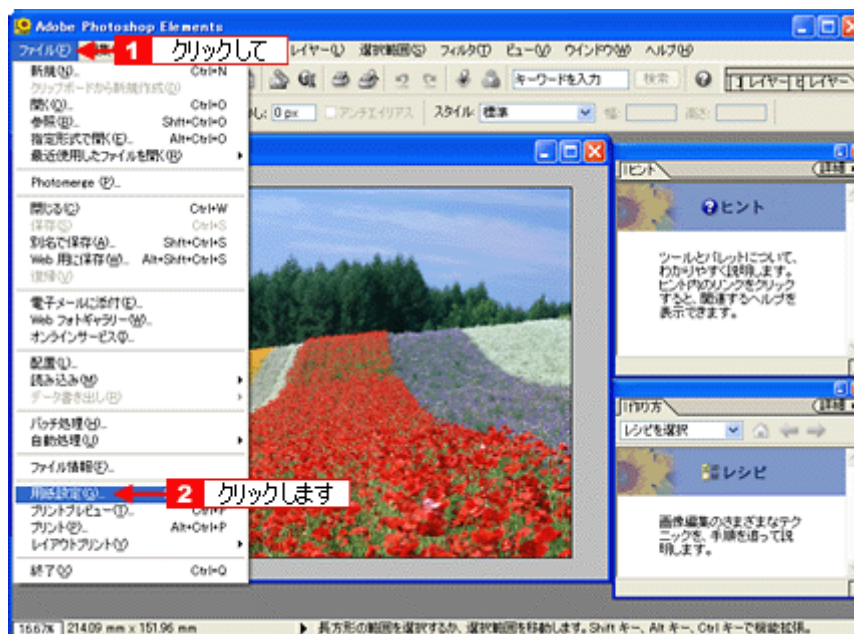 Adobe Photoshop Elements
ファイル(F)
1 クリックして
レイヤー(L) 選択範囲(S) フィルタ(T) ビュー(V) ウインドウ(W) ヘルプ(H)
キーワードを入力 検索
0 px アンチエイリアス スタイル: 標準 幅: 高さ:
新規(N)... Ctrl+N
クリップボードから新規作成(C)
開く(O)... Ctrl+O
参照(B)... Shift+Ctrl+O
指定形式で開く(E)... Alt+Ctrl+O
最近使用したファイルを開く(R)
Photomerge (P)...
閉じる(C) Ctrl+W
保存(S) Ctrl+S
別名で保存(A)... Shift+Ctrl+S
Web 用に保存(W)... Alt+Shift+Ctrl+S
復帰(V)
電子メールに添付(E)...
Web フォトギャラリー(W)...
オンラインサービス(I)...
配置(L)...
読み込み(M)
データ書き出し(R)
バッチ処理(H)...
自動処理(U)
ファイル情報(F)...
用紙設定(G)...
2 クリックします
プリントプレビュー(T)... Ctrl+P
プリント(P)... Alt+Ctrl+P
レイアウトプリント(Y)
終了(X) Ctrl+Q
ヒント 詳細
ヒント
ツールとパレットについて、
わかりやすく説明します。
ヒント内のリンクをクリック
すると、関連するヘルプを
表示できます。
作り方 詳細
レシピを選択
レシピ
画像編集のさまざまなテク
ニックを、手順を追って説
明します。
16.67% 214.09 mm x 151.96 mm 長方形の範囲を選択するか、選択範囲を移動します。Shift キー、Alt キー、Ctrl キーで機能拡張。